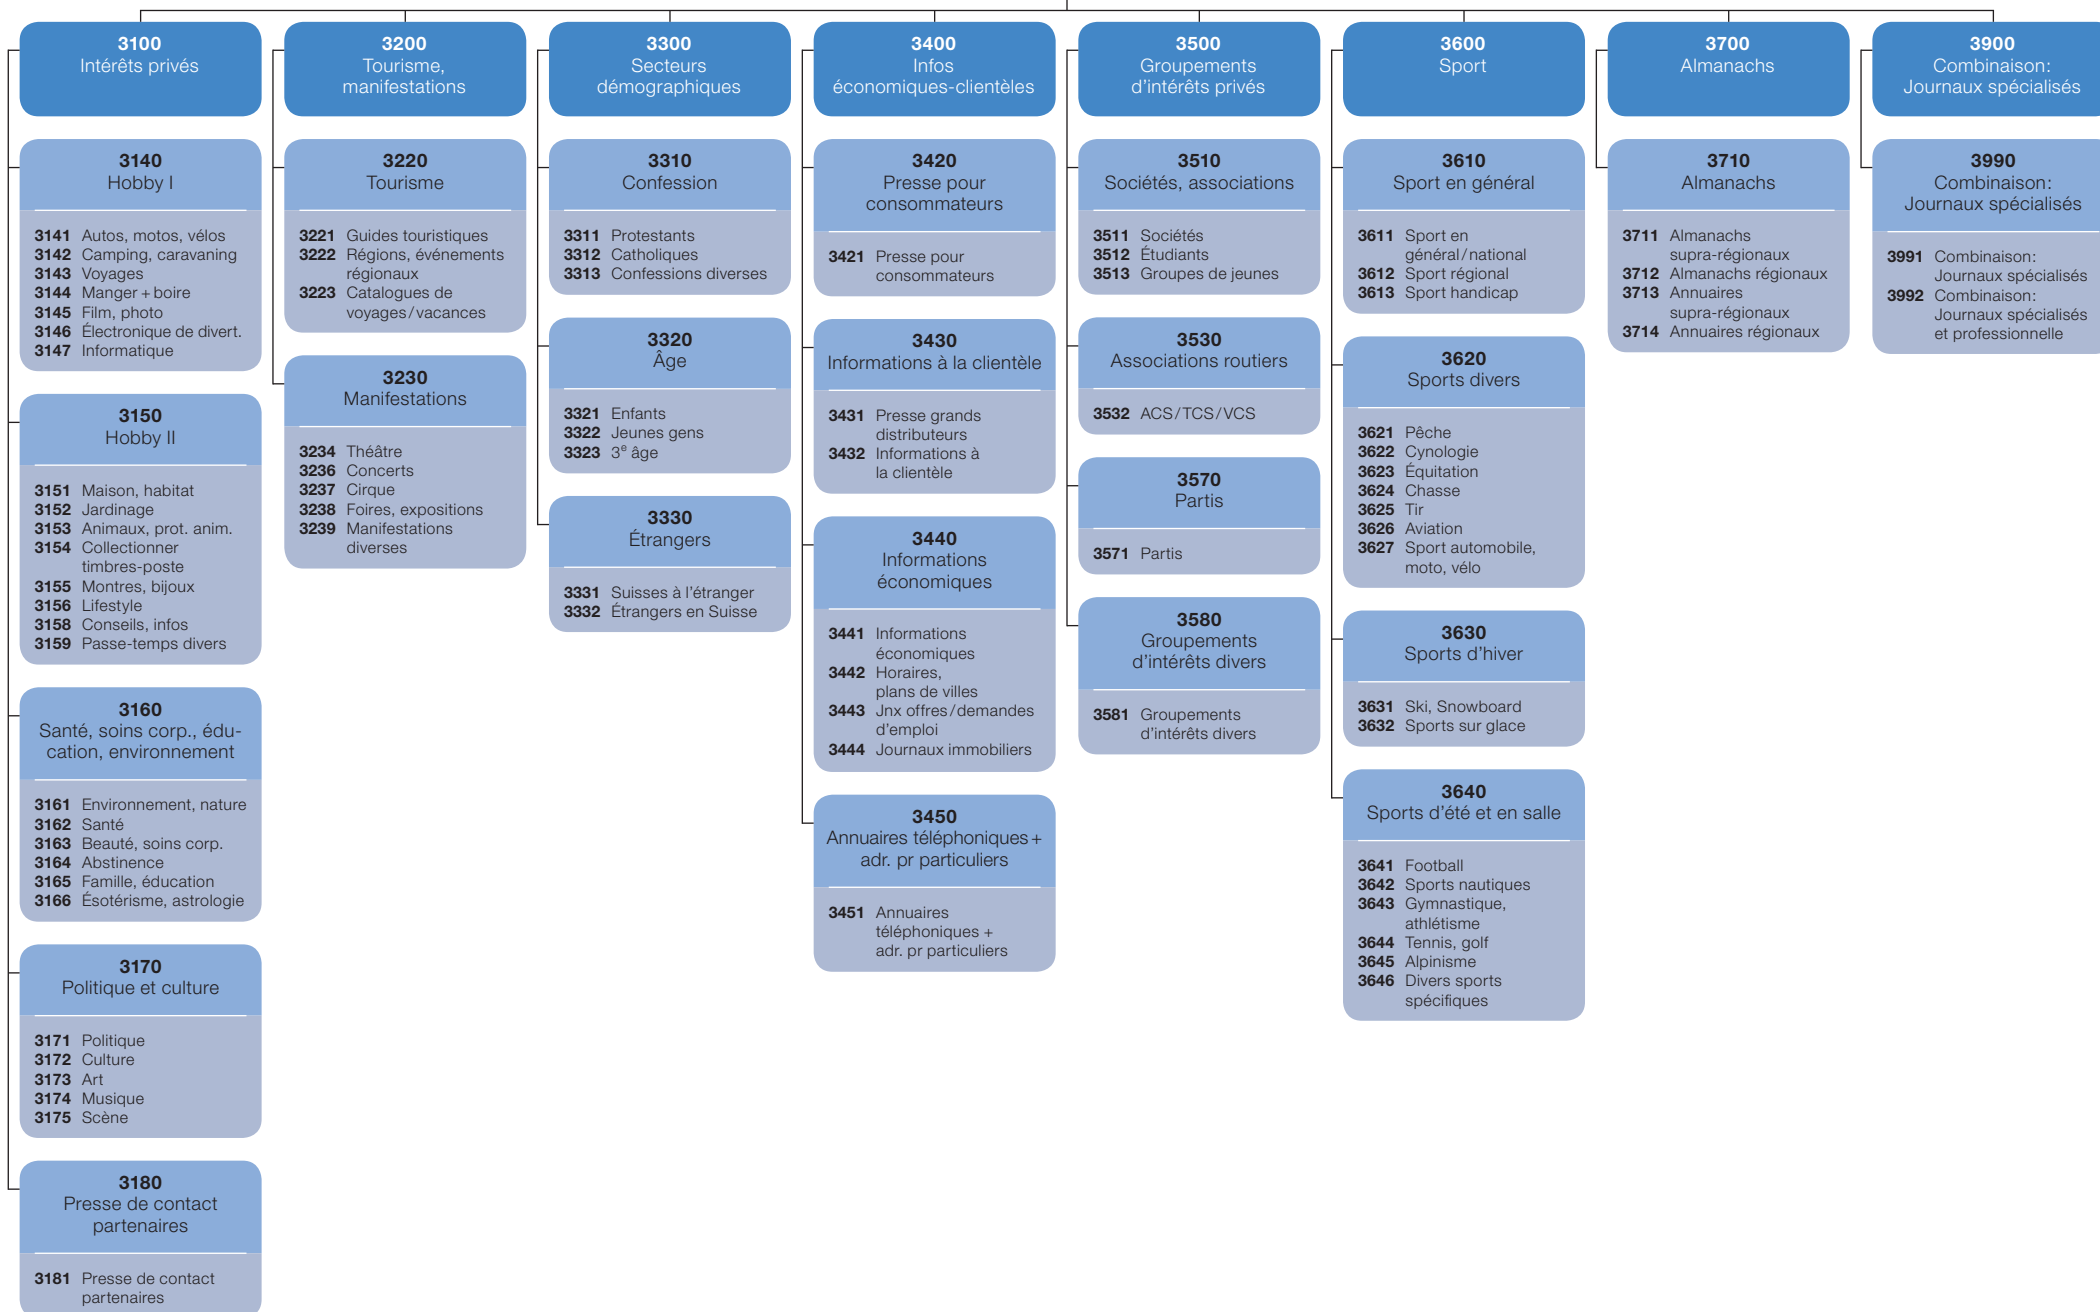 3100
Intérêts privés
3140
Hobby I
3141 Autos, motos, vélos
3142 Camping, caravaning
3143 Voyages
3144 Manger + boire
3145 Film, photo
3146 Électronique de divert.
3147 Informatique
3150
Hobby II
3151 Maison, habitat
3152 Jardinage
3153 Animaux, prot. anim.
3154 Collectionner
timbres-poste
3155 Montres, bijoux
3156 Lifestyle
3158 Conseils, infos
3159 Passe-temps divers
3160
Santé, soins corp., édu-
cation, environnement
3161 Environnement, nature
3162 Santé
3163 Beauté, soins corp.
3164 Abstinence
3165 Famille, éducation
3166 Ésotérisme, astrologie
3170
Politique et culture
3171 Politique
3172 Culture
3173 Art
3174 Musique
3175 Scène
3180
Presse de contact
partenaires
3181 Presse de contact
partenaires
3200
Tourisme,
manifestations
3220
Tourisme
3221 Guides touristiques
3222 Régions, événements
régionaux
3223 Catalogues de
voyages/vacances
3230
Manifestations
3234 Théâtre
3236 Concerts
3237 Cirque
3238 Foires, expositions
3239 Manifestations
diverses
3300
Secteurs
démographiques
3310
Confession
3311 Protestants
3312 Catholiques
3313 Confessions diverses
3320
Âge
3321 Enfants
3322 Jeunes gens
3323 3e âge
3330
Étrangers
3331 Suisses à l'étranger
3332 Étrangers en Suisse
3400
Infos
économiques-clientèles
3420
Presse pour
consommateurs
3421 Presse pour
consommateurs
3430
Informations à la clientèle
3431 Presse grands
distributeurs
3432 Informations à
la clientèle
3440
Informations
économiques
3441 Informations
économiques
3442 Horaires,
plans de villes
3443 Jnx offres/demandes
d'emploi
3444 Journaux immobiliers
3450
Annuaires téléphoniques +
adr. pr particuliers
3451 Annuaires
téléphoniques +
adr. pr particuliers
3500
Groupements
d'intérêts privés
3510
Sociétés, associations
3511 Sociétés
3512 Étudiants
3513 Groupes de jeunes
3530
Associations routiers
3532 ACS/TCS/VCS
3570
Partis
3571 Partis
3580
Groupements
d'intérêts divers
3581 Groupements
d'intérêts divers
3600
Sport
3610
Sport en général
3611 Sport en
général/national
3612 Sport régional
3613 Sport handicap
3620
Sports divers
3621 Pêche
3622 Cynologie
3623 Équitation
3624 Chasse
3625 Tir
3626 Aviation
3627 Sport automobile,
moto, vélo
3630
Sports d'hiver
3631 Ski, Snowboard
3632 Sports sur glace
3640
Sports d'été et en salle
3641 Football
3642 Sports nautiques
3643 Gymnastique,
athlétisme
3644 Tennis, golf
3645 Alpinisme
3646 Divers sports
spécifiques
3700
Almanachs
3710
Almanachs
3711 Almanachs
supra-régionaux
3712 Almanachs régionaux
3713 Annuaires
supra-régionaux
3714 Annuaires régionaux
3900
Combinaison:
Journaux spécialisés
3990
Combinaison:
Journaux spécialisés
3991 Combinaison:
Journaux spécialisés
3992 Combinaison:
Journaux spécialisés
et professionnelle